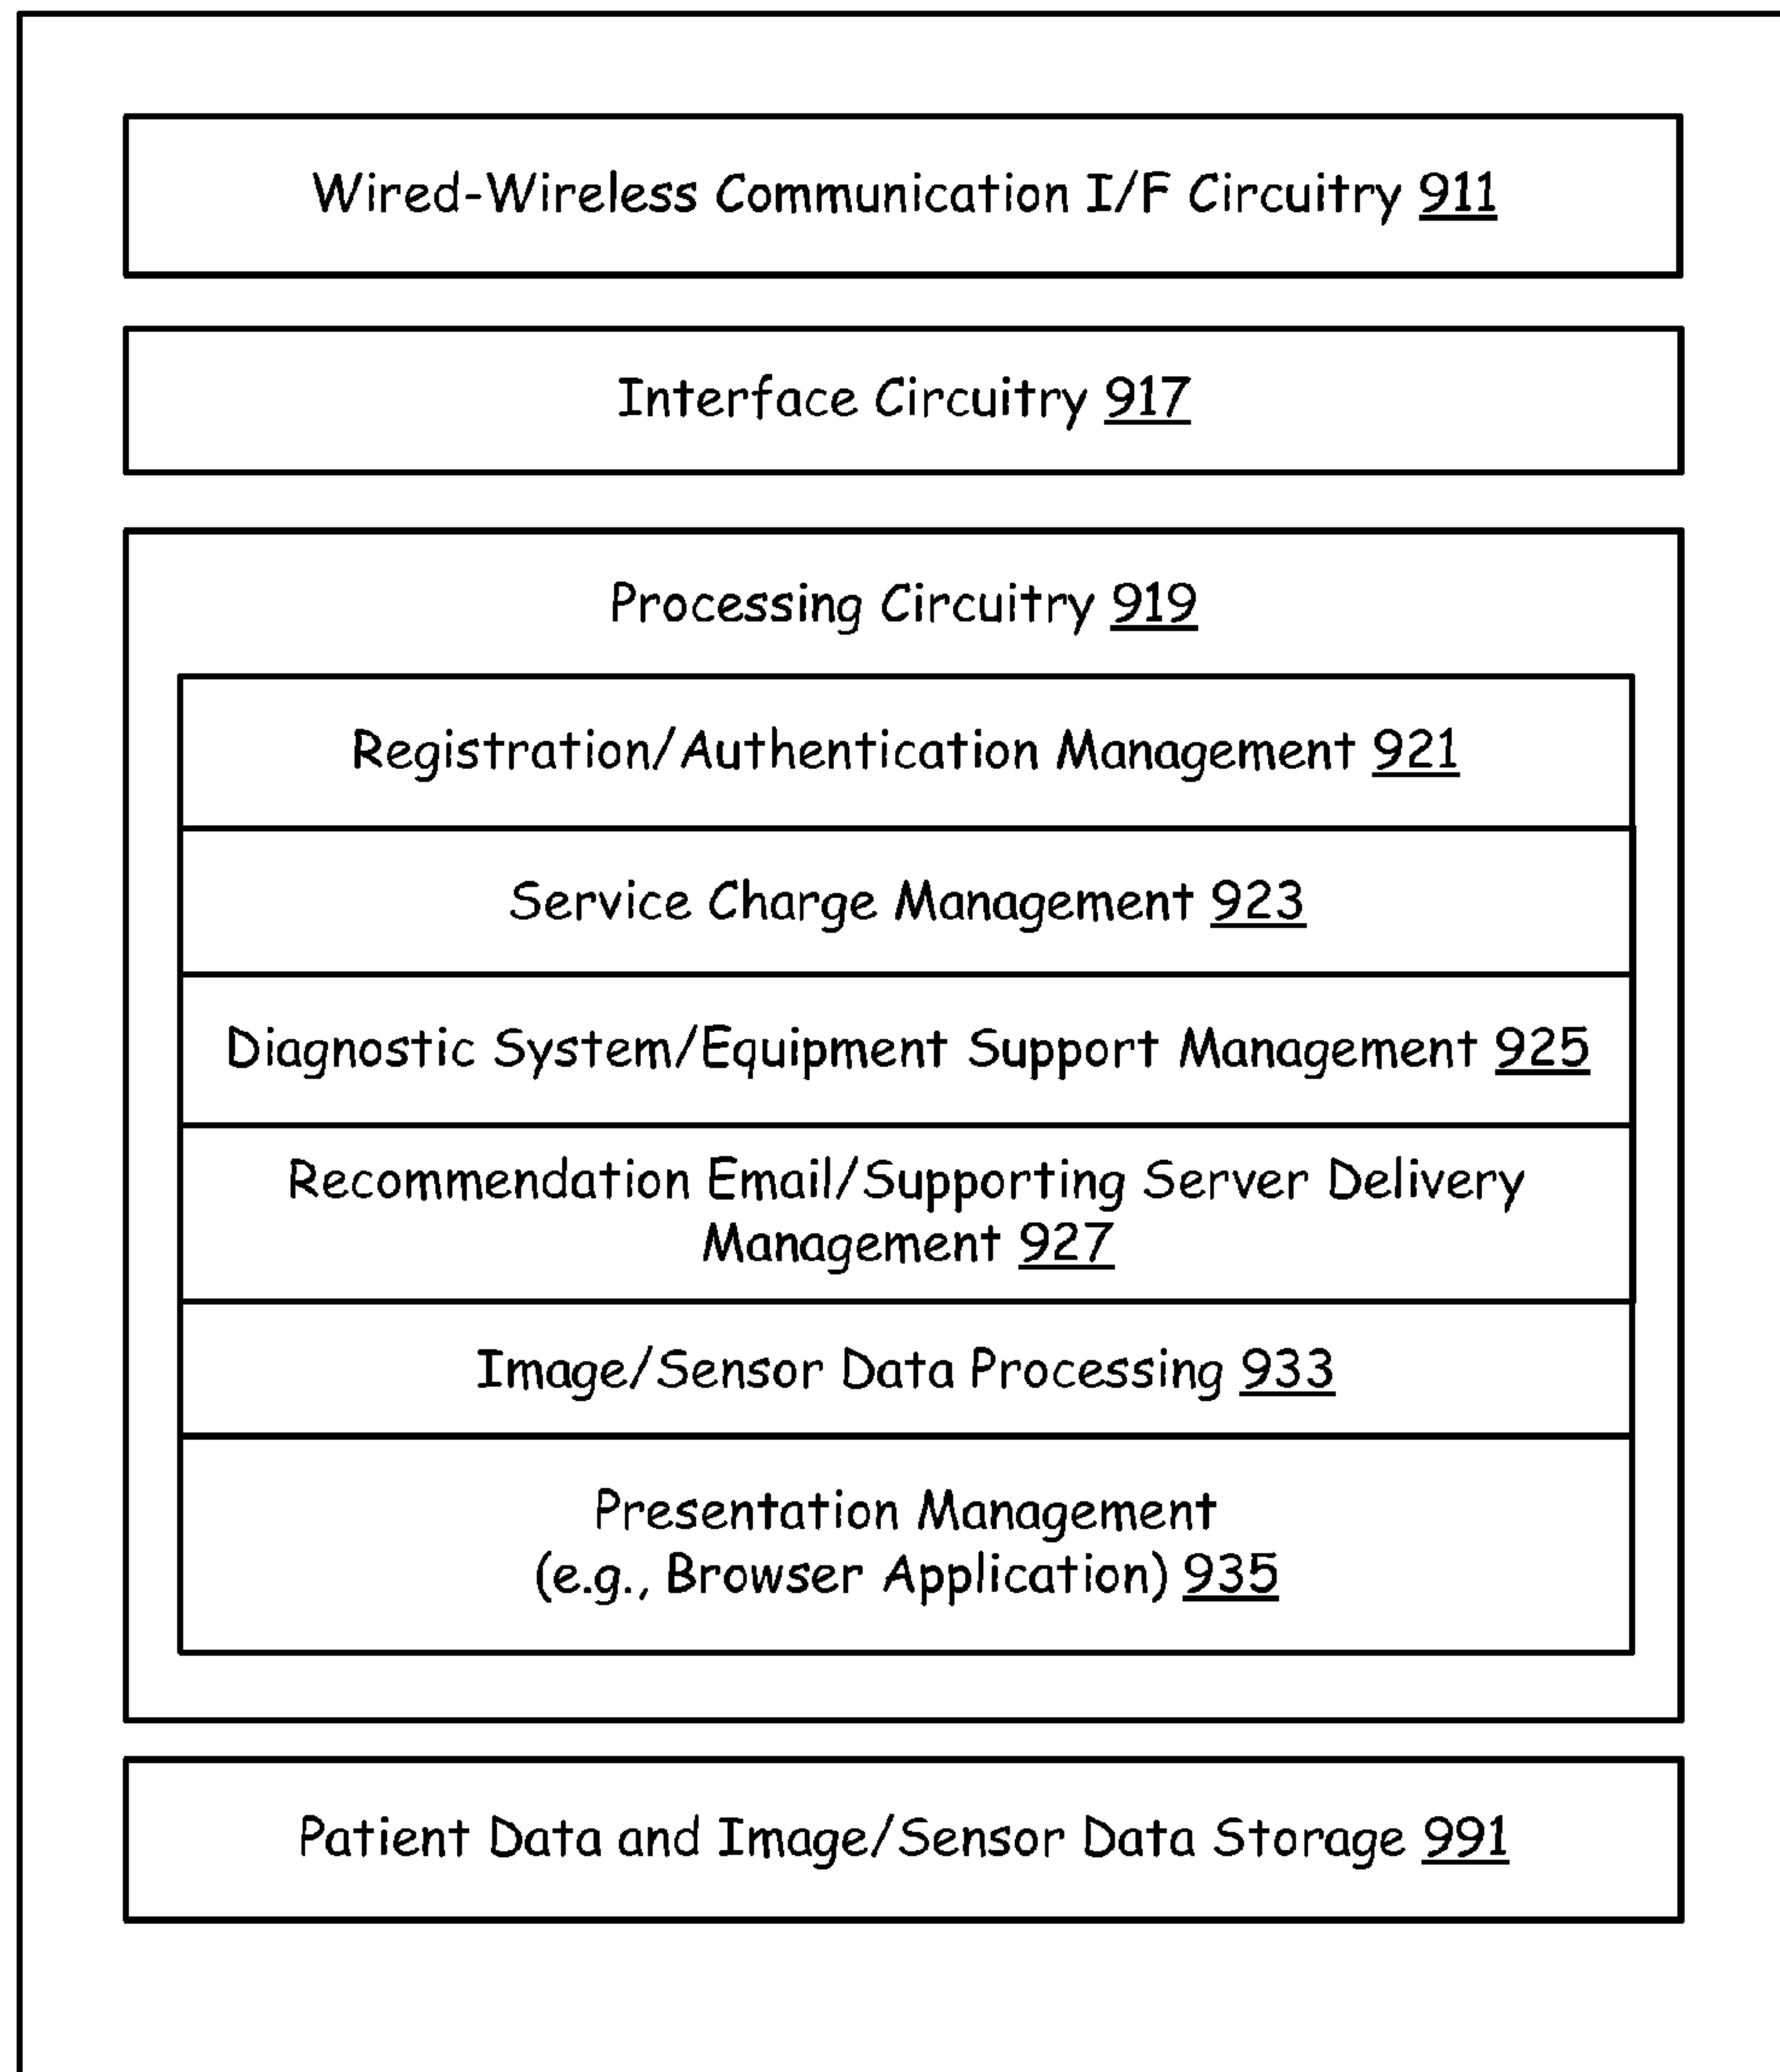 Wired-Wireless Communication I/F Circuitry 911
Interface Circuitry 917
Processing Circuitry 919
Registration/Authentication Management 921
Service Charge Management 923
Diagnostic System/Equipment Support Management 925
Recommendation Email/Supporting Server Delivery
Management 927
Image/Sensor Data Processing 933
Presentation Management
(e.g., Browser Application) 935
Patient Data and Image/Sensor Data Storage 991